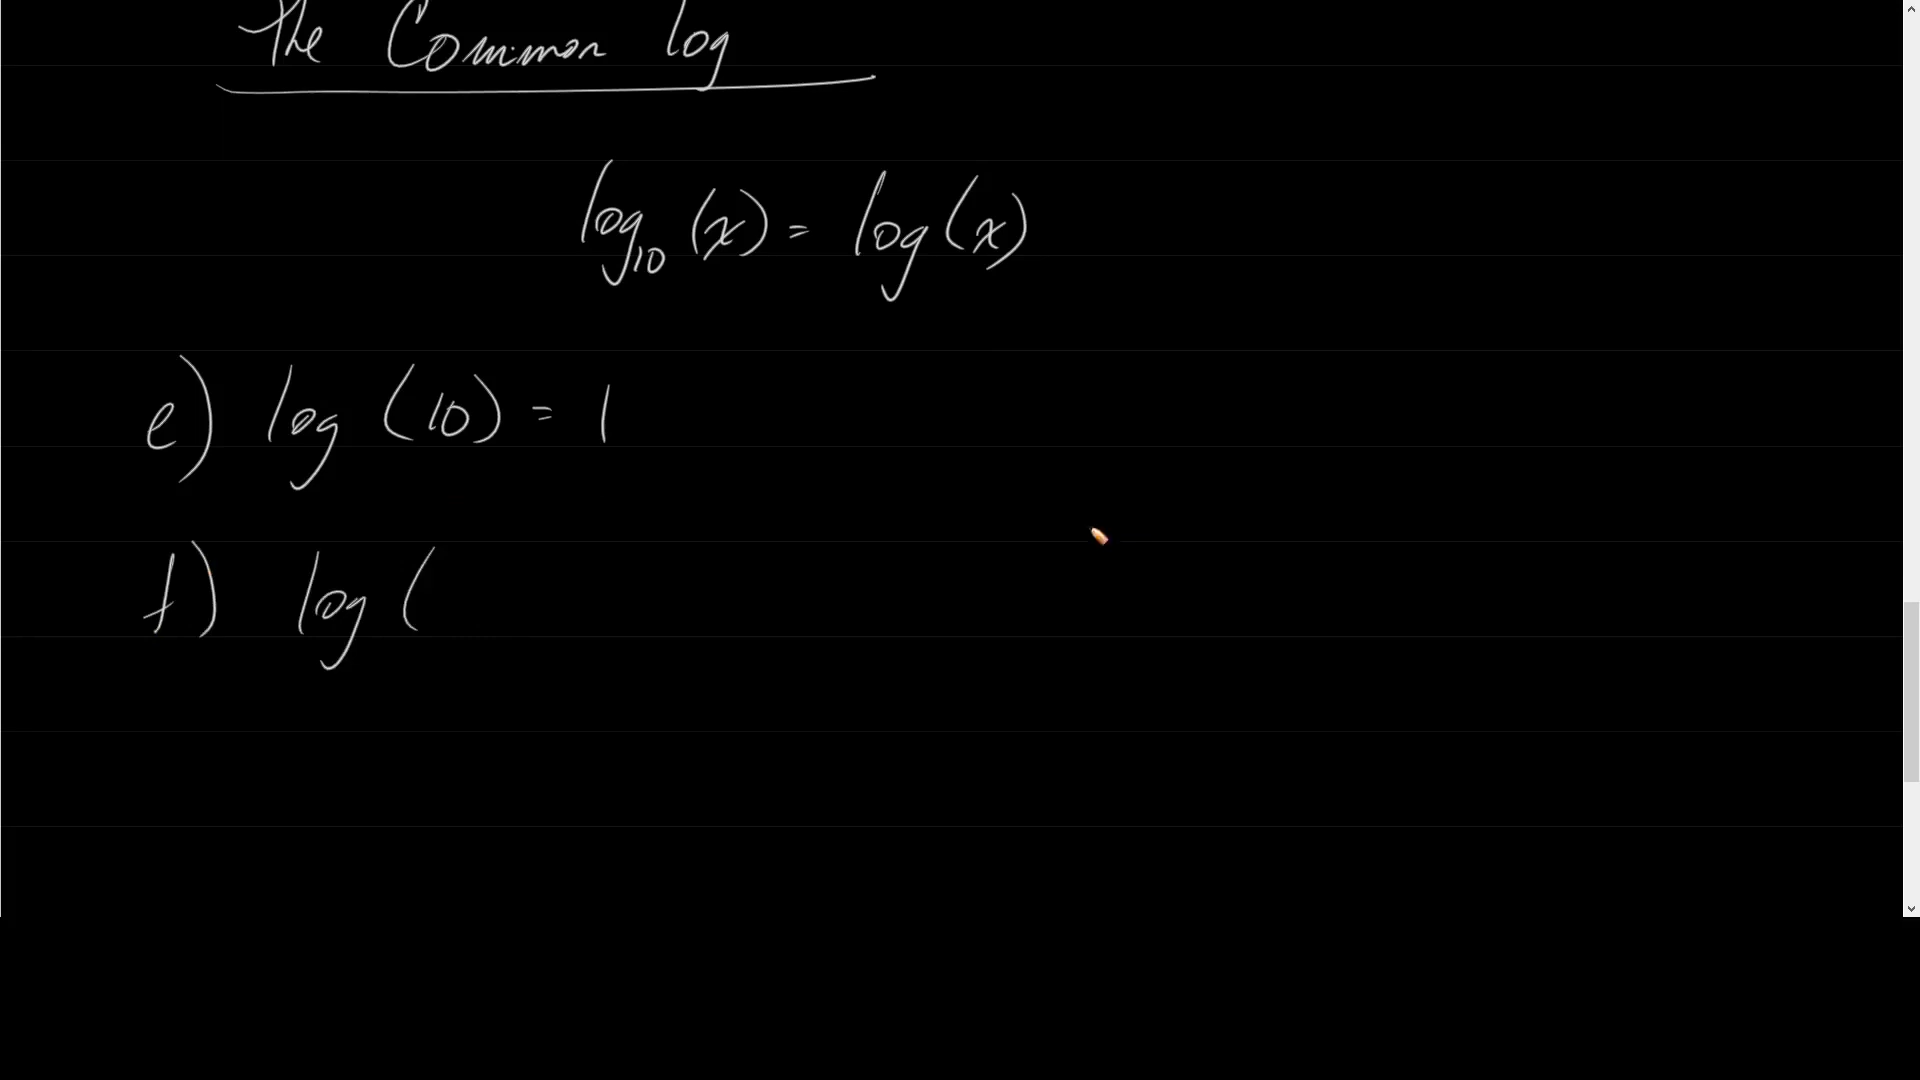 The Common log
log₁₀(x) = log(x)
e) log(10) = 1
f) log(